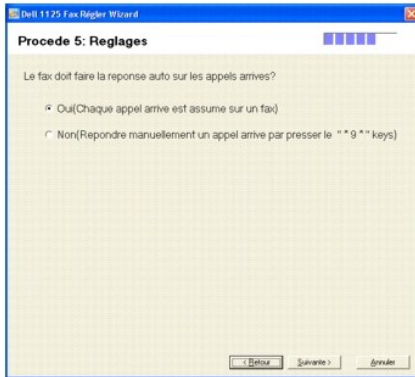 Dell 1125 Fax Régler Wizard
Procede 5: Reglages
Le fax doit faire la reponse auto sur les appels arrives?
Oui(Chaque appel arrive est assume sur un fax)
Non(Repondre manuellement un appel arrive par presser le "*9*" keys)
< Retour Suivante > Annuler